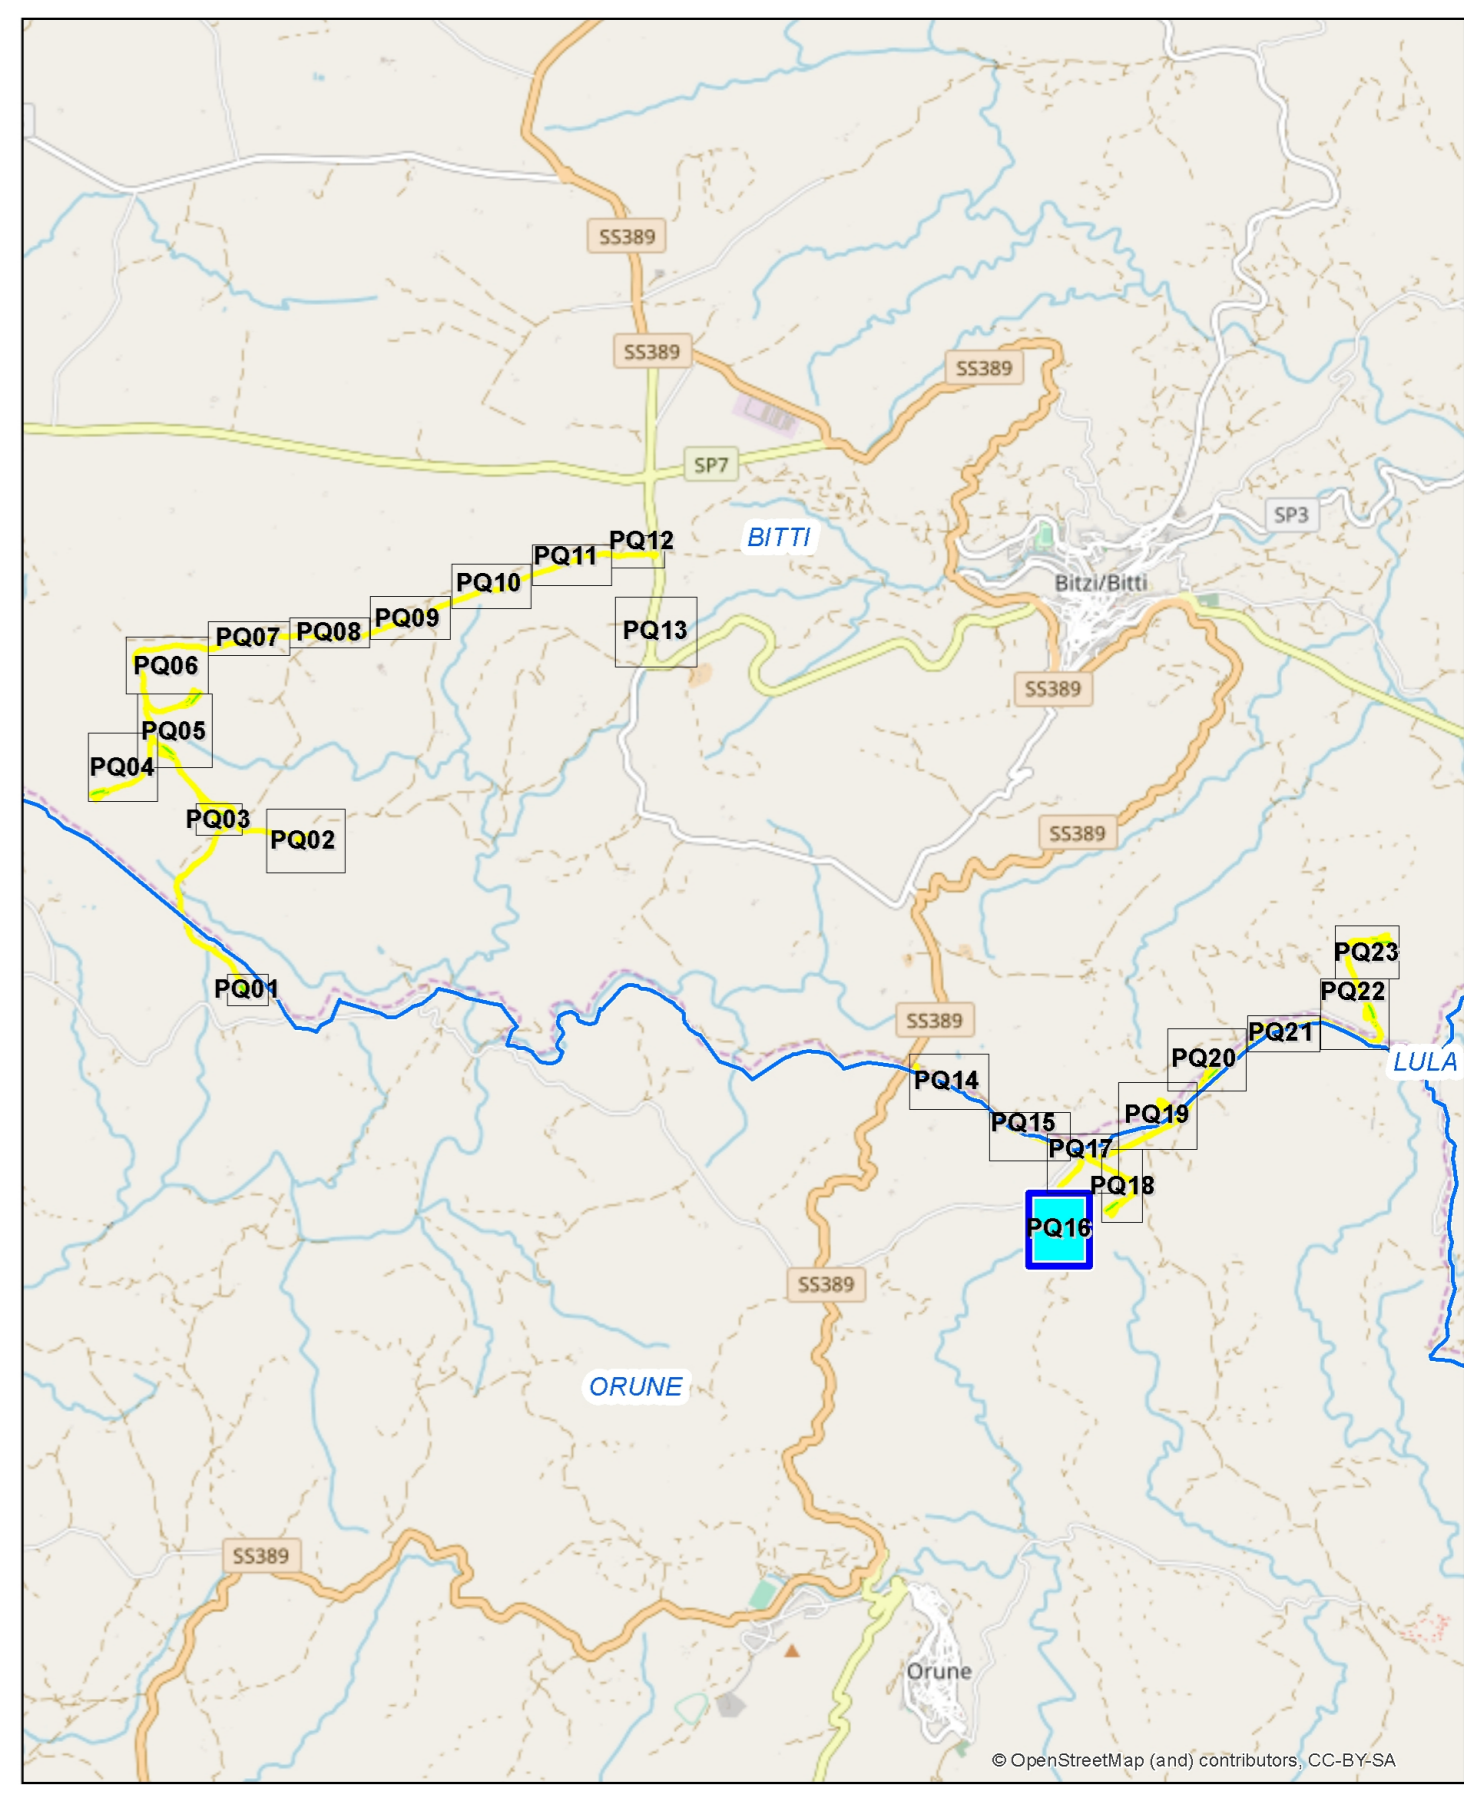 SS389
SS389
SS389
SP7
SP3
BITTI
PQ12
PQ11
PQ10
Bitzi/Bitti
PQ09
PQ08
PQ07
PQ13
PQ06
SS389
PQ05
PQ04
PQ03
PQ02
SS389
PQ23
PQ01
PQ22
SS389
PQ21
PQ20
LULA
PQ14
PQ19
PQ15
PQ17
PQ18
PQ16
SS389
ORUNE
SS389
Orune
© OpenStreetMap (and) contributors, CC-BY-SA